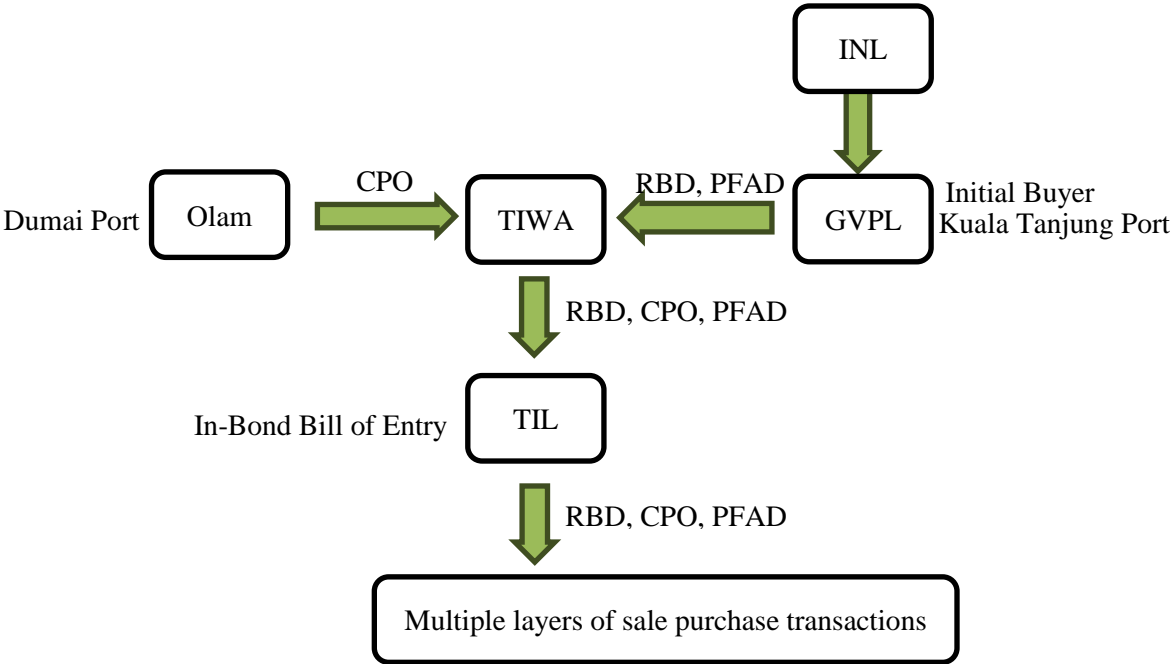 INL
CPO
RBD, PFAD
Dumai Port
Olam
TIWA
GVPL
Initial Buyer
Kuala Tanjung Port
RBD, CPO, PFAD
In-Bond Bill of Entry
TIL
RBD, CPO, PFAD
Multiple layers of sale purchase transactions